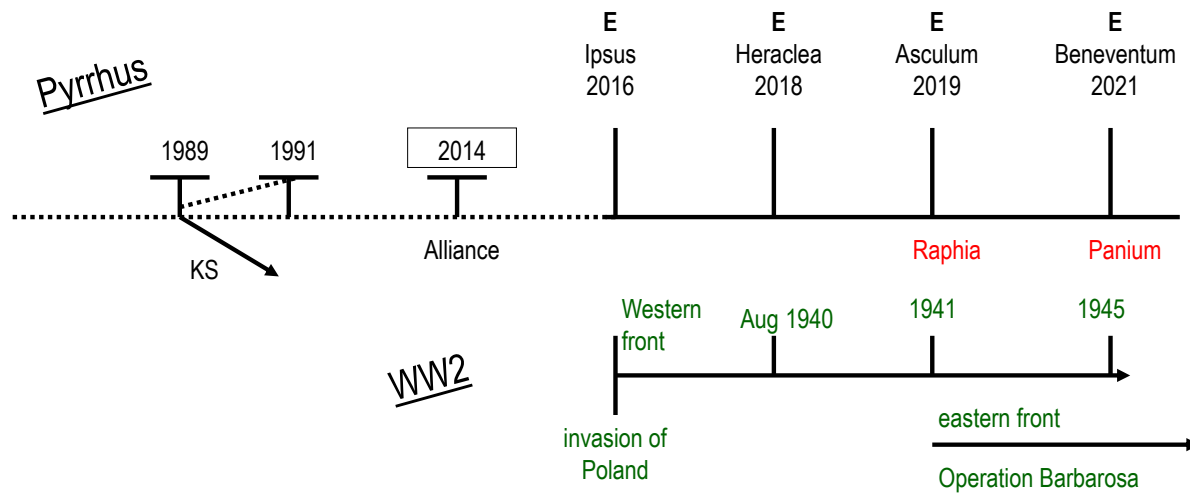 E
Ipsus
2016
E
Heraclea
2018
E
Asculum
2019
E
Beneventum
2021
Pyrrhus
1989
1991
2014
KS
Alliance
Raphia
Panium
Western
front
Aug 1940
1941
1945
WW2
invasion of
Poland
eastern front
Operation Barbarosa